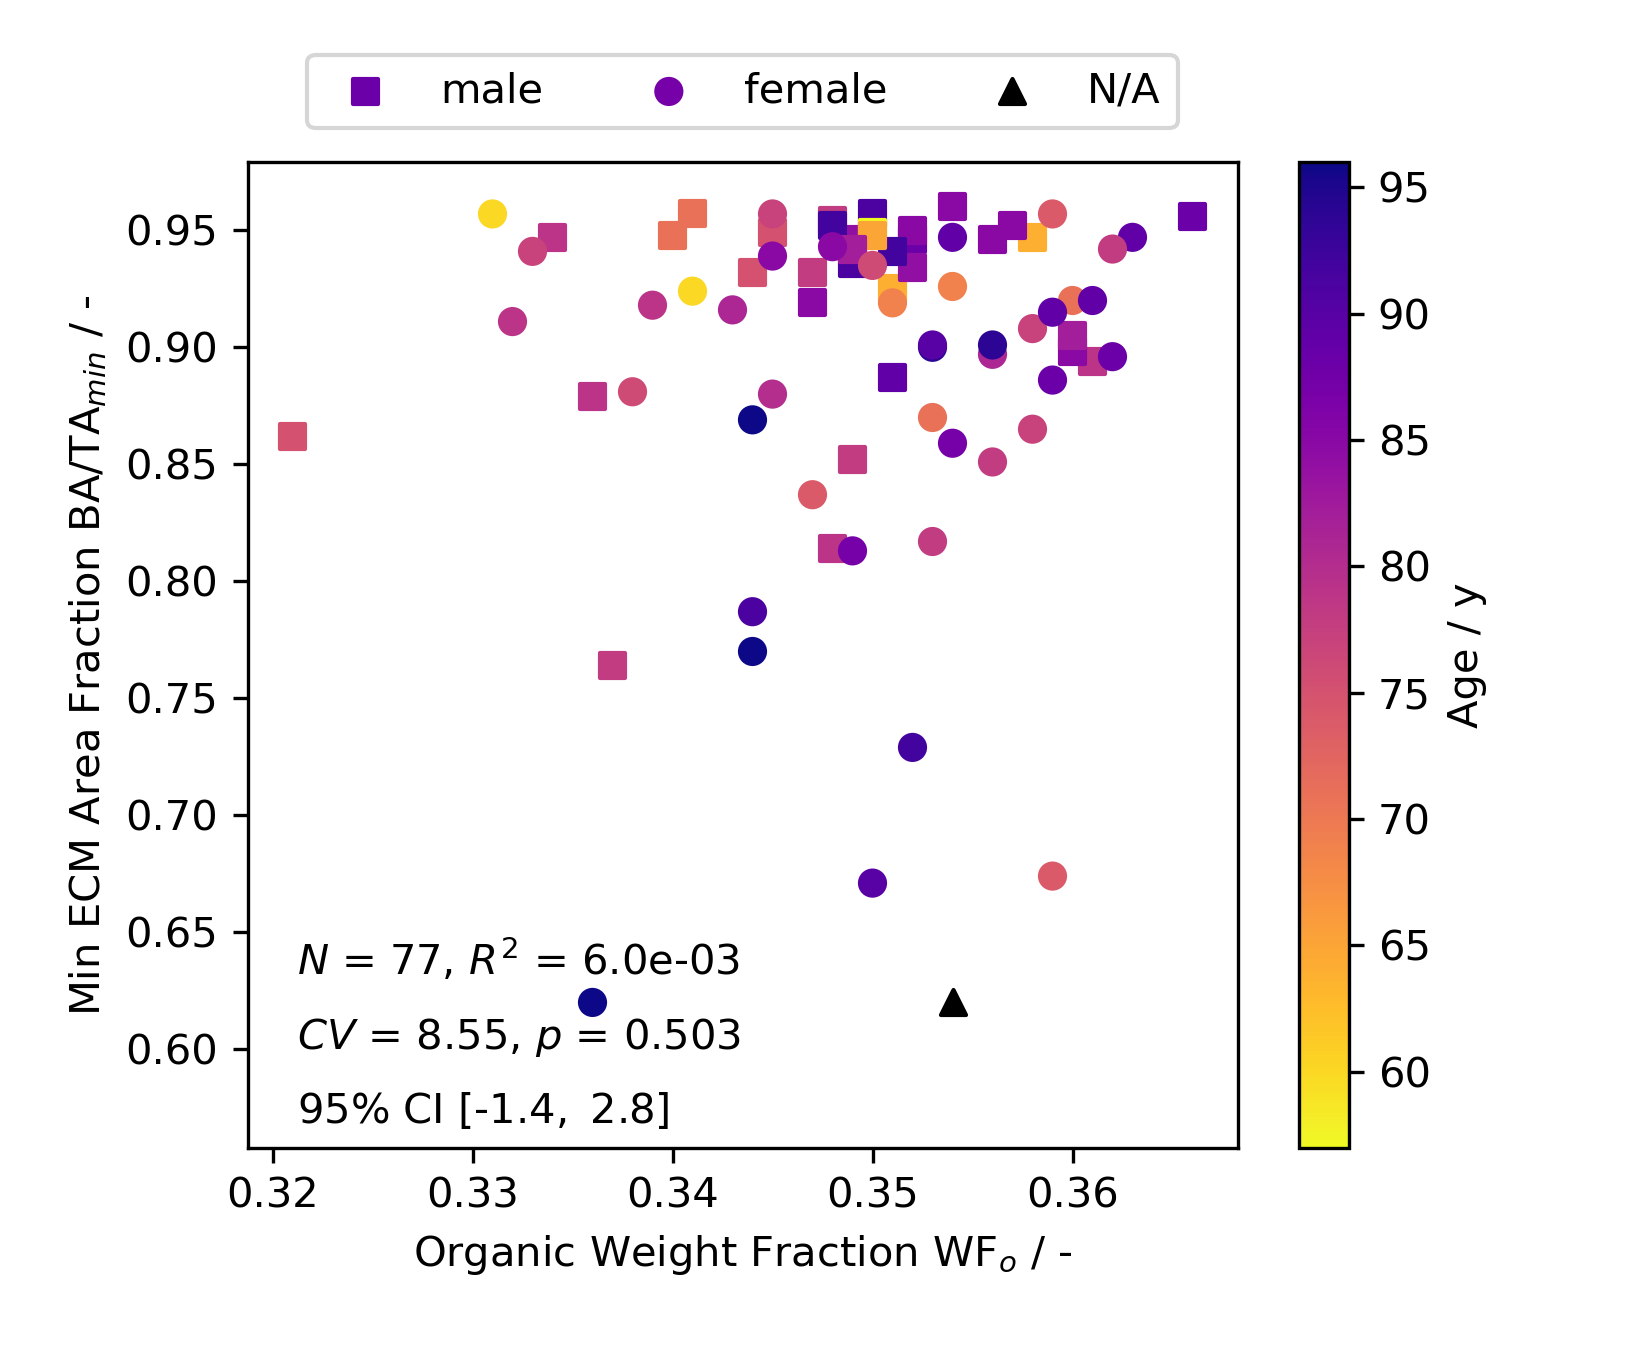 male female N/A
0.95
0.90
0.85
0.80
0.75
0.70
0.65
0.60
Min ECM Area Fraction BA/TA$_{min}$ / -
N = 77, R² = 6.0e-03
CV = 8.55, p = 0.503
95% CI [-1.4, 2.8]
0.32 0.33 0.34 0.35 0.36
Organic Weight Fraction WFₒ / -
95
90
85
80
75
70
65
60
Age / y